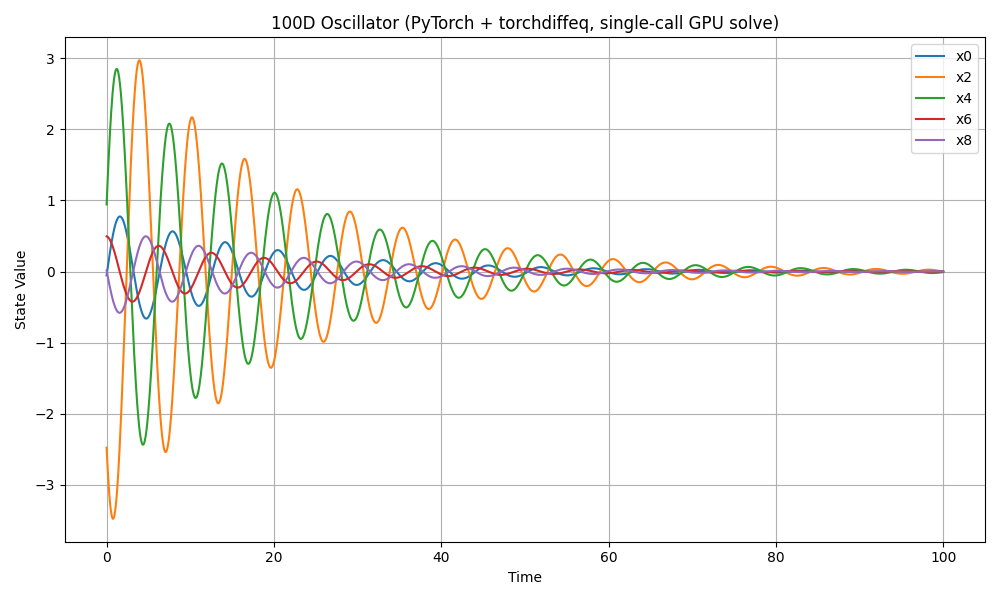 100D Oscillator (PyTorch + torchdiffeq, single-call GPU solve)
x0
x2
x4
x6
x8
3
2
1
0
−1
−2
−3
State Value
0 20 40 60 80 100
Time